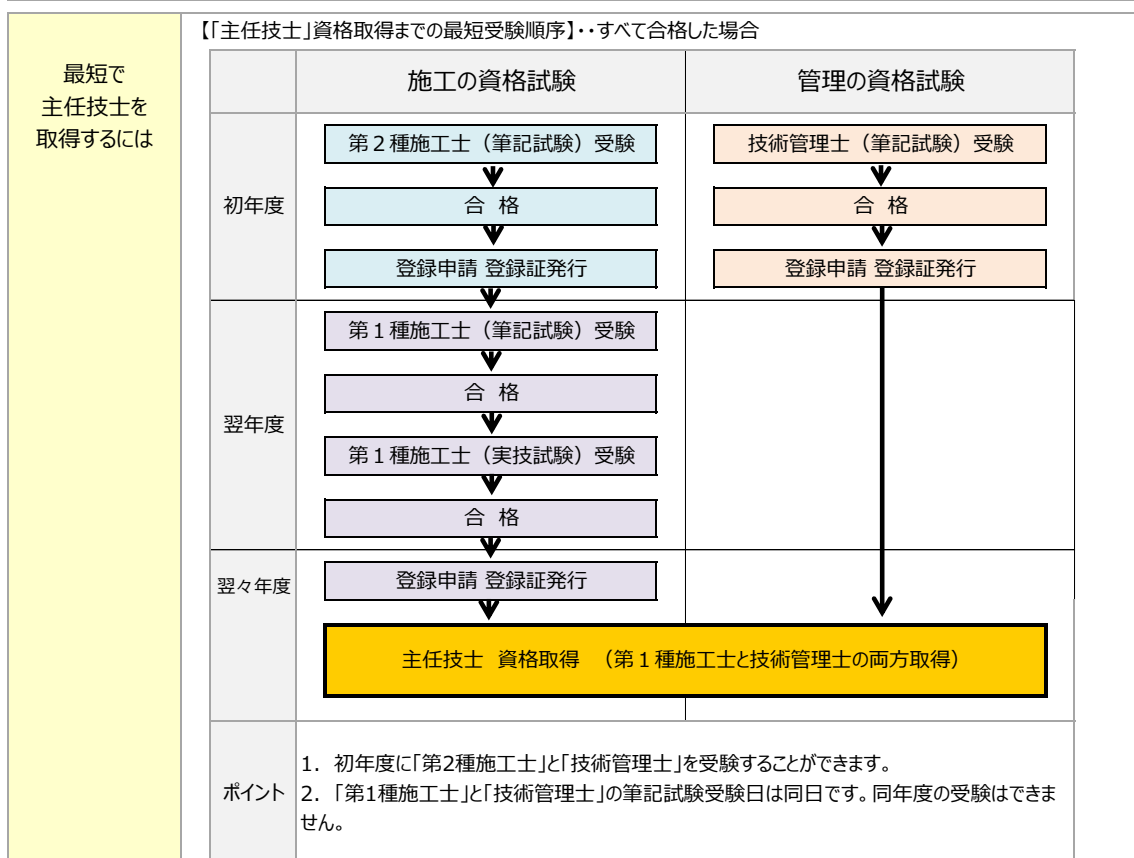 【「主任技士」資格取得までの最短受験順序】・・すべて合格した場合
最短で
主任技士を
取得するには
施工の資格試験
管理の資格試験
初年度
第２種施工士（筆記試験）受験
技術管理士（筆記試験）受験
合 格
合 格
登録申請 登録証発行
登録申請 登録証発行
翌年度
第１種施工士（筆記試験）受験
合 格
第１種施工士（実技試験）受験
合 格
翌々年度
登録申請 登録証発行
主任技士 資格取得 （第１種施工士と技術管理士の両方取得）
ポイント
1. 初年度に「第2種施工士」と「技術管理士」を受験することができます。
2. 「第1種施工士」と「技術管理士」の筆記試験受験日は同日です。同年度の受験はできま
せん。